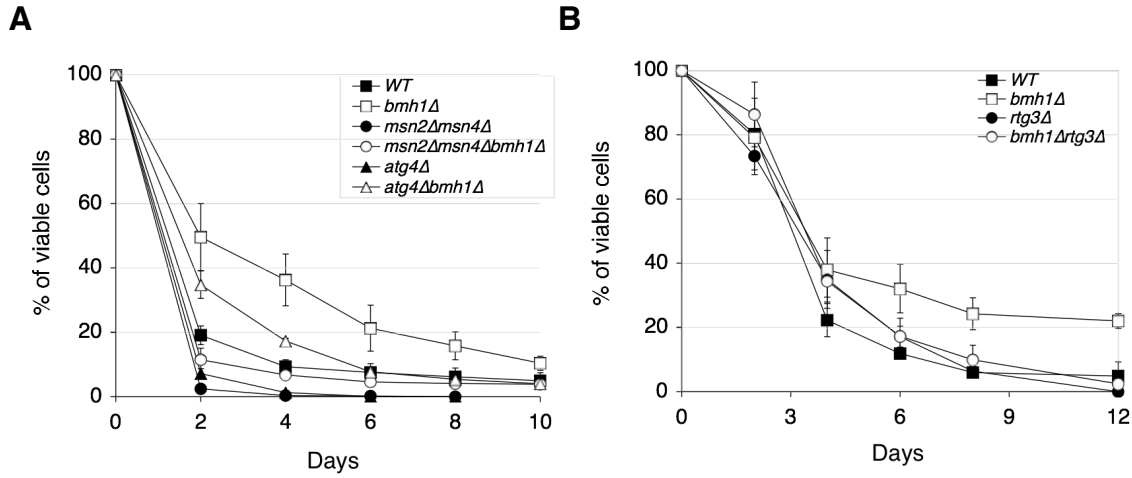 A
% of viable cells
100
80
60
40
20
0
0 2 4 6 8 10
Days
WT
bmh1Δ
msn2Δmsn4Δ
msn2Δmsn4Δbmh1Δ
atg4Δ
atg4Δbmh1Δ
B
% of viable cells
100
80
60
40
20
0
0 3 6 9 12
Days
WT
bmh1Δ
rtg3Δ
bmh1Δrtg3Δ